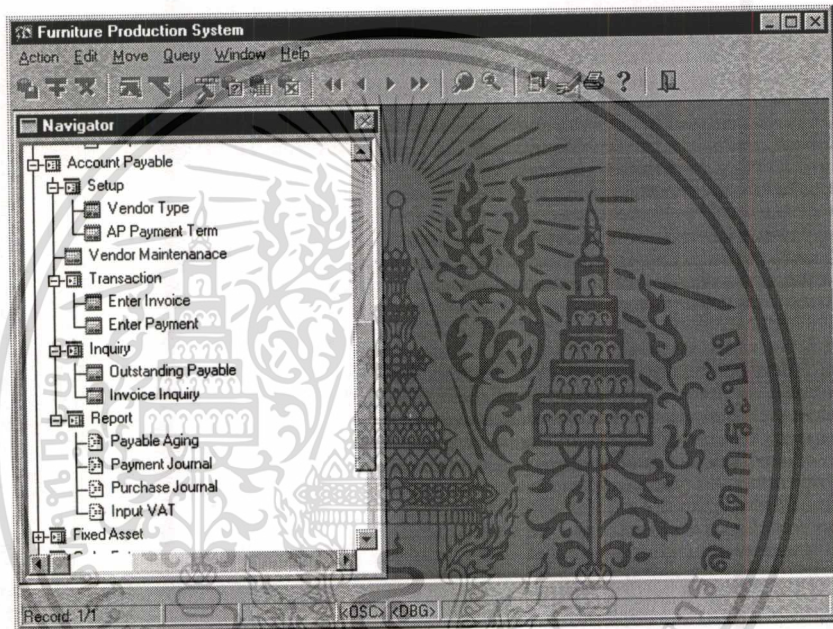 Furniture Production System
Action Edit Move Query Window Help
Navigator
Account Payable
Setup
Vendor Type
AP Payment Term
Vendor Maintenanace
Transaction
Enter Invoice
Enter Payment
Inquiry
Outstanding Payable
Invoice Inquiry
Report
Payable Aging
Payment Journal
Purchase Journal
Input VAT
Fixed Asset
Record: 1/1 <OSC> <DBG>